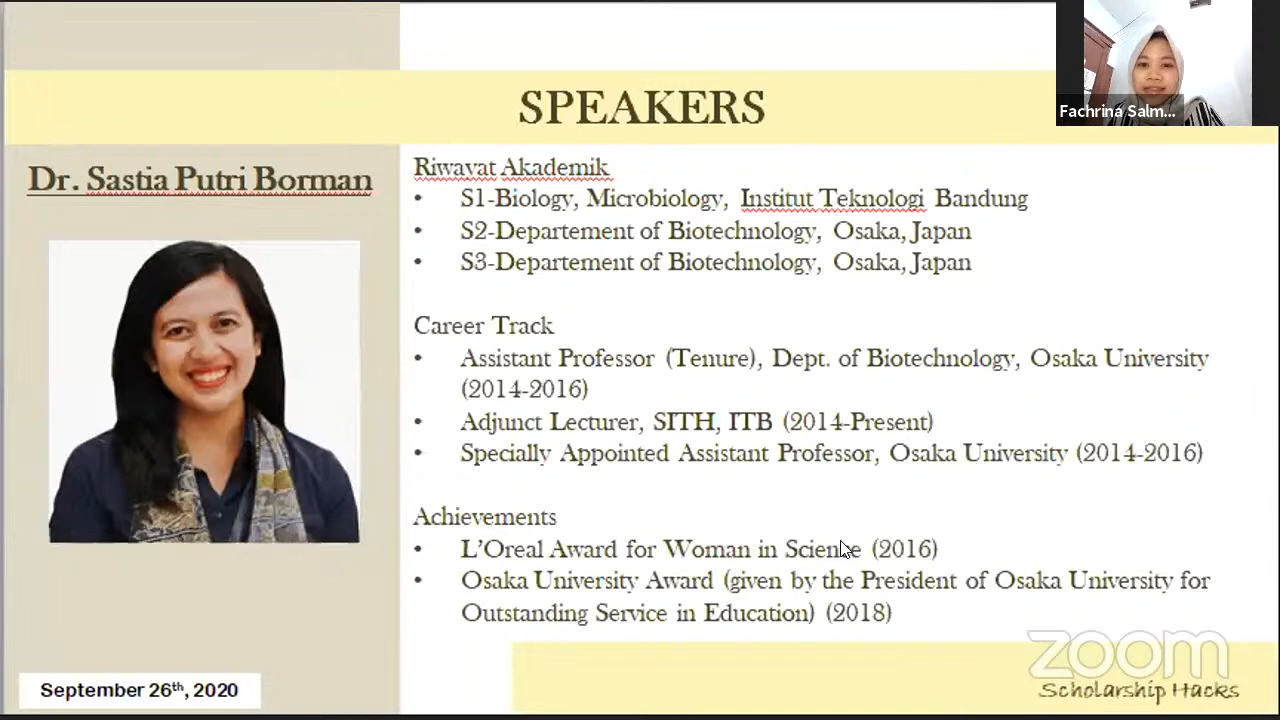 SPEAKERS
Fachrina Salm...
Dr. Sastia Putri Borman
Riwayat Akademik
• S1-Biology, Microbiology, Institut Teknologi Bandung
• S2-Departement of Biotechnology, Osaka, Japan
• S3-Departement of Biotechnology, Osaka, Japan
Career Track
• Assistant Professor (Tenure), Dept. of Biotechnology, Osaka University
(2014-2016)
• Adjunct Lecturer, SITH, ITB (2014-Present)
• Specially Appointed Assistant Professor, Osaka University (2014-2016)
Achievements
• L'Oreal Award for Woman in Science (2016)
• Osaka University Award (given by the President of Osaka University for
Outstanding Service in Education) (2018)
zoom
Scholarship Hacks
September 26th, 2020